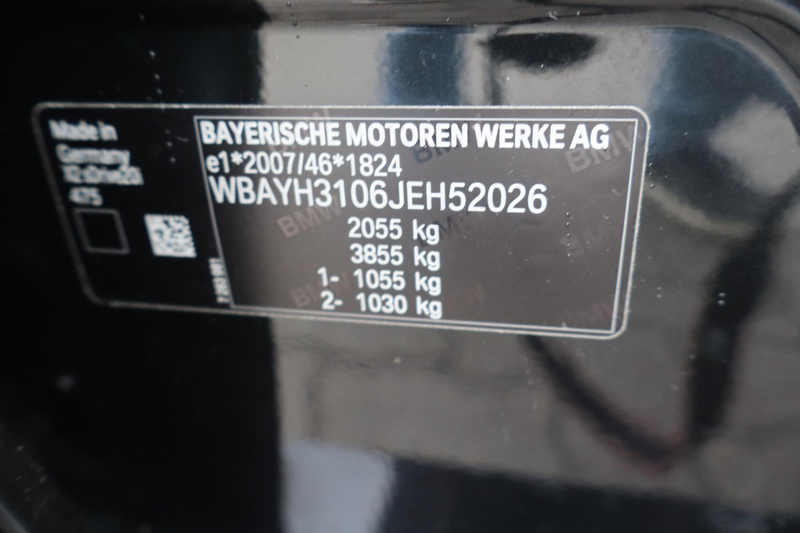 Made in
Germany
475
BAYERISCHE MOTOREN WERKE AG
e1*2007/46*1824
WBAYH3106JEH52026
2055 kg
3855 kg
1- 1055 kg
2- 1030 kg